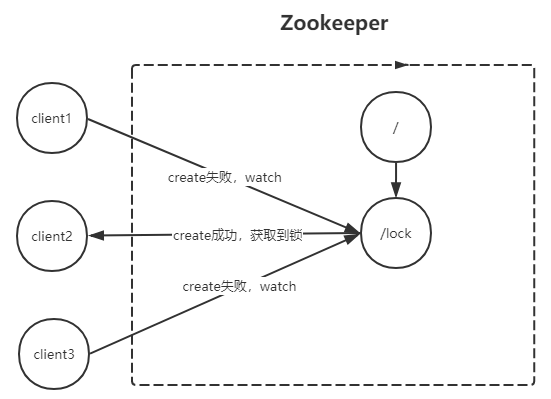 Zookeeper
client1
/
create失败，watch
client2
create成功，获取到锁
/lock
create失败，watch
client3